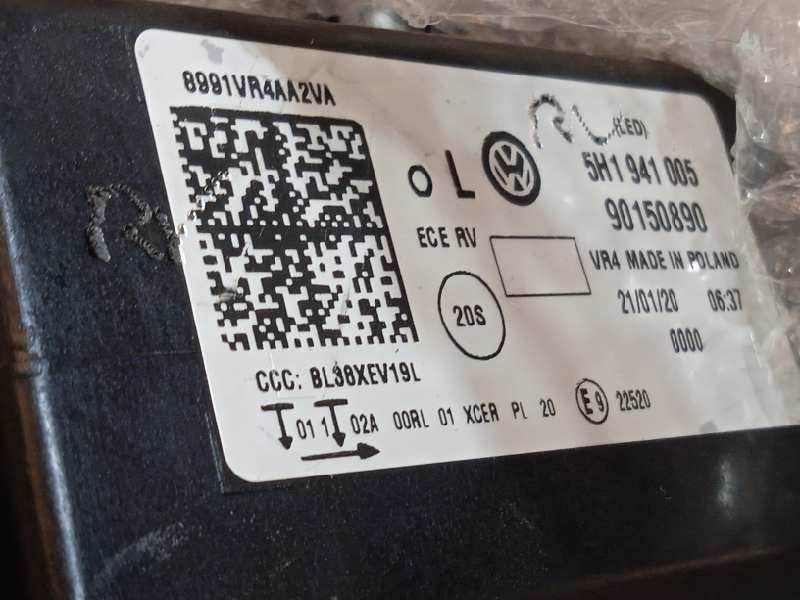 8991VR4AA2VA
o L
(LED)
5H1 941 005
90150890
ECE RV
VR4 MADE IN POLAND
20S
21/01/20 06:37
0000
CCC: BL38XEV19L
01 1 02A 00RL 01 XCER PL 20 E9 22520